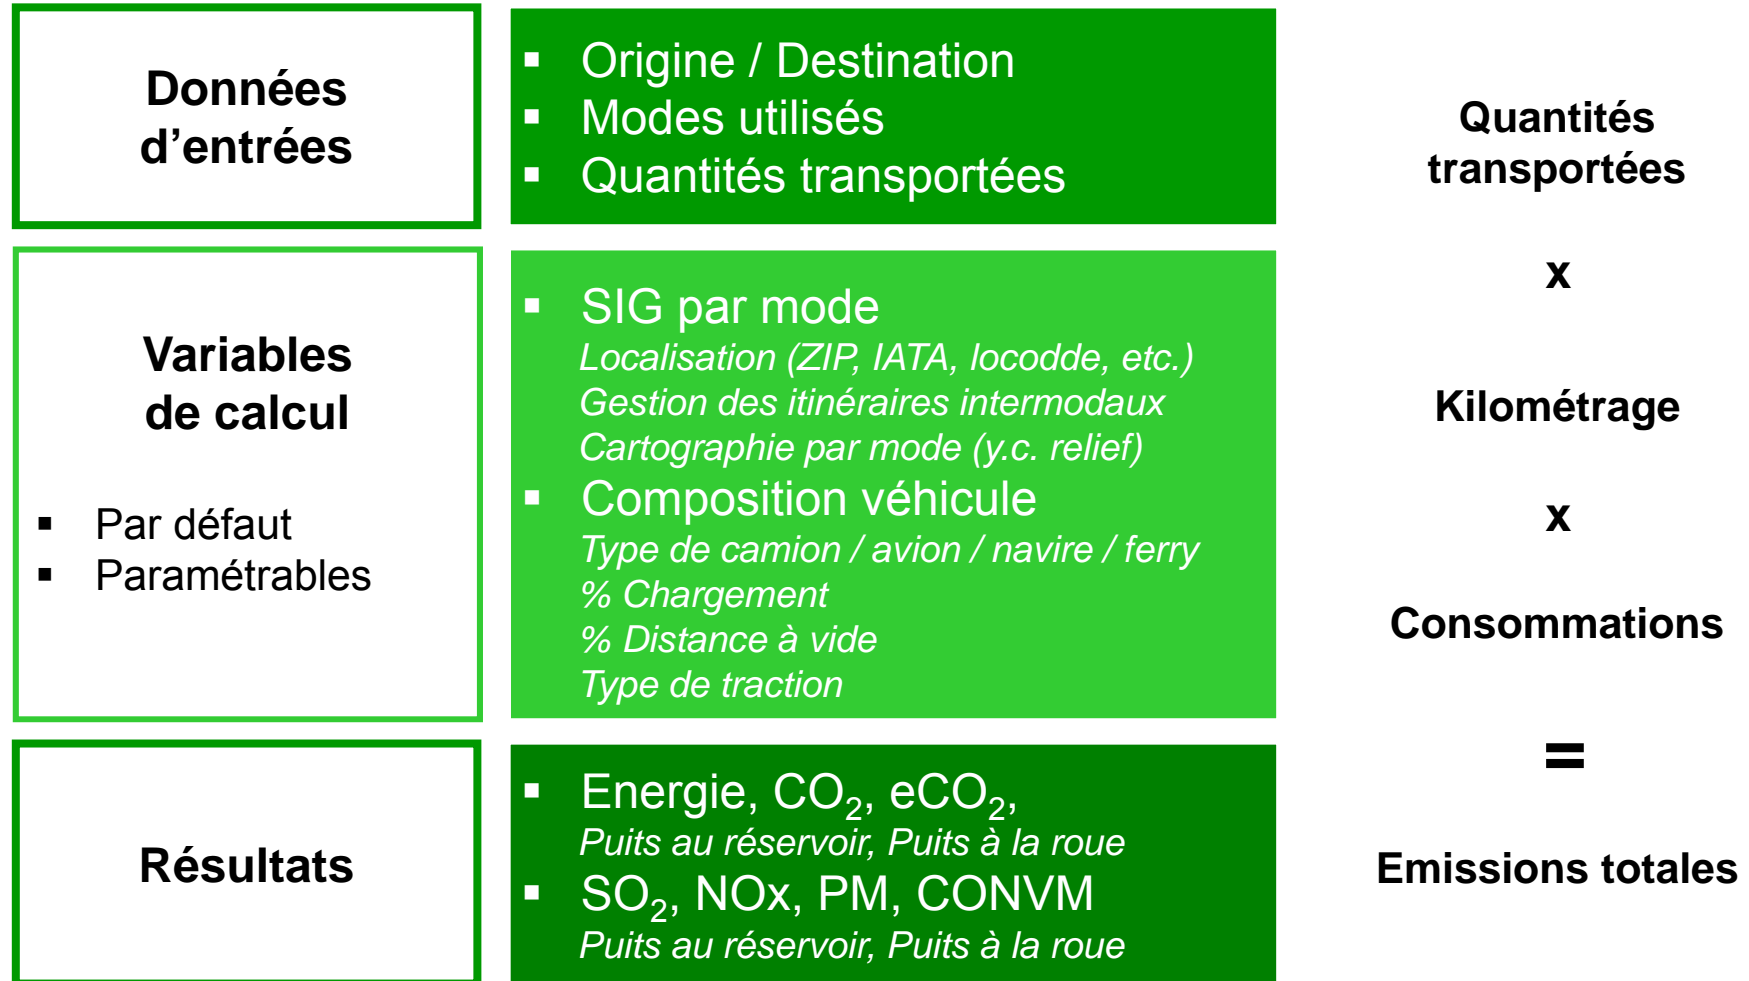 Données
d’entrées
▪ Origine / Destination
▪ Modes utilisés
▪ Quantités transportées
Variables
de calcul
▪ Par défaut
▪ Paramétrables
▪ SIG par mode
Localisation (ZIP, IATA, locodde, etc.)
Gestion des itinéraires intermodaux
Cartographie par mode (y.c. relief)
▪ Composition véhicule
Type de camion / avion / navire / ferry
% Chargement
% Distance à vide
Type de traction
Résultats
▪ Energie, CO₂, eCO₂,
Puits au réservoir, Puits à la roue
▪ SO₂, NOx, PM, CONVM
Puits au réservoir, Puits à la roue
Quantités
transportées
x
Kilométrage
x
Consommations
=
Emissions totales